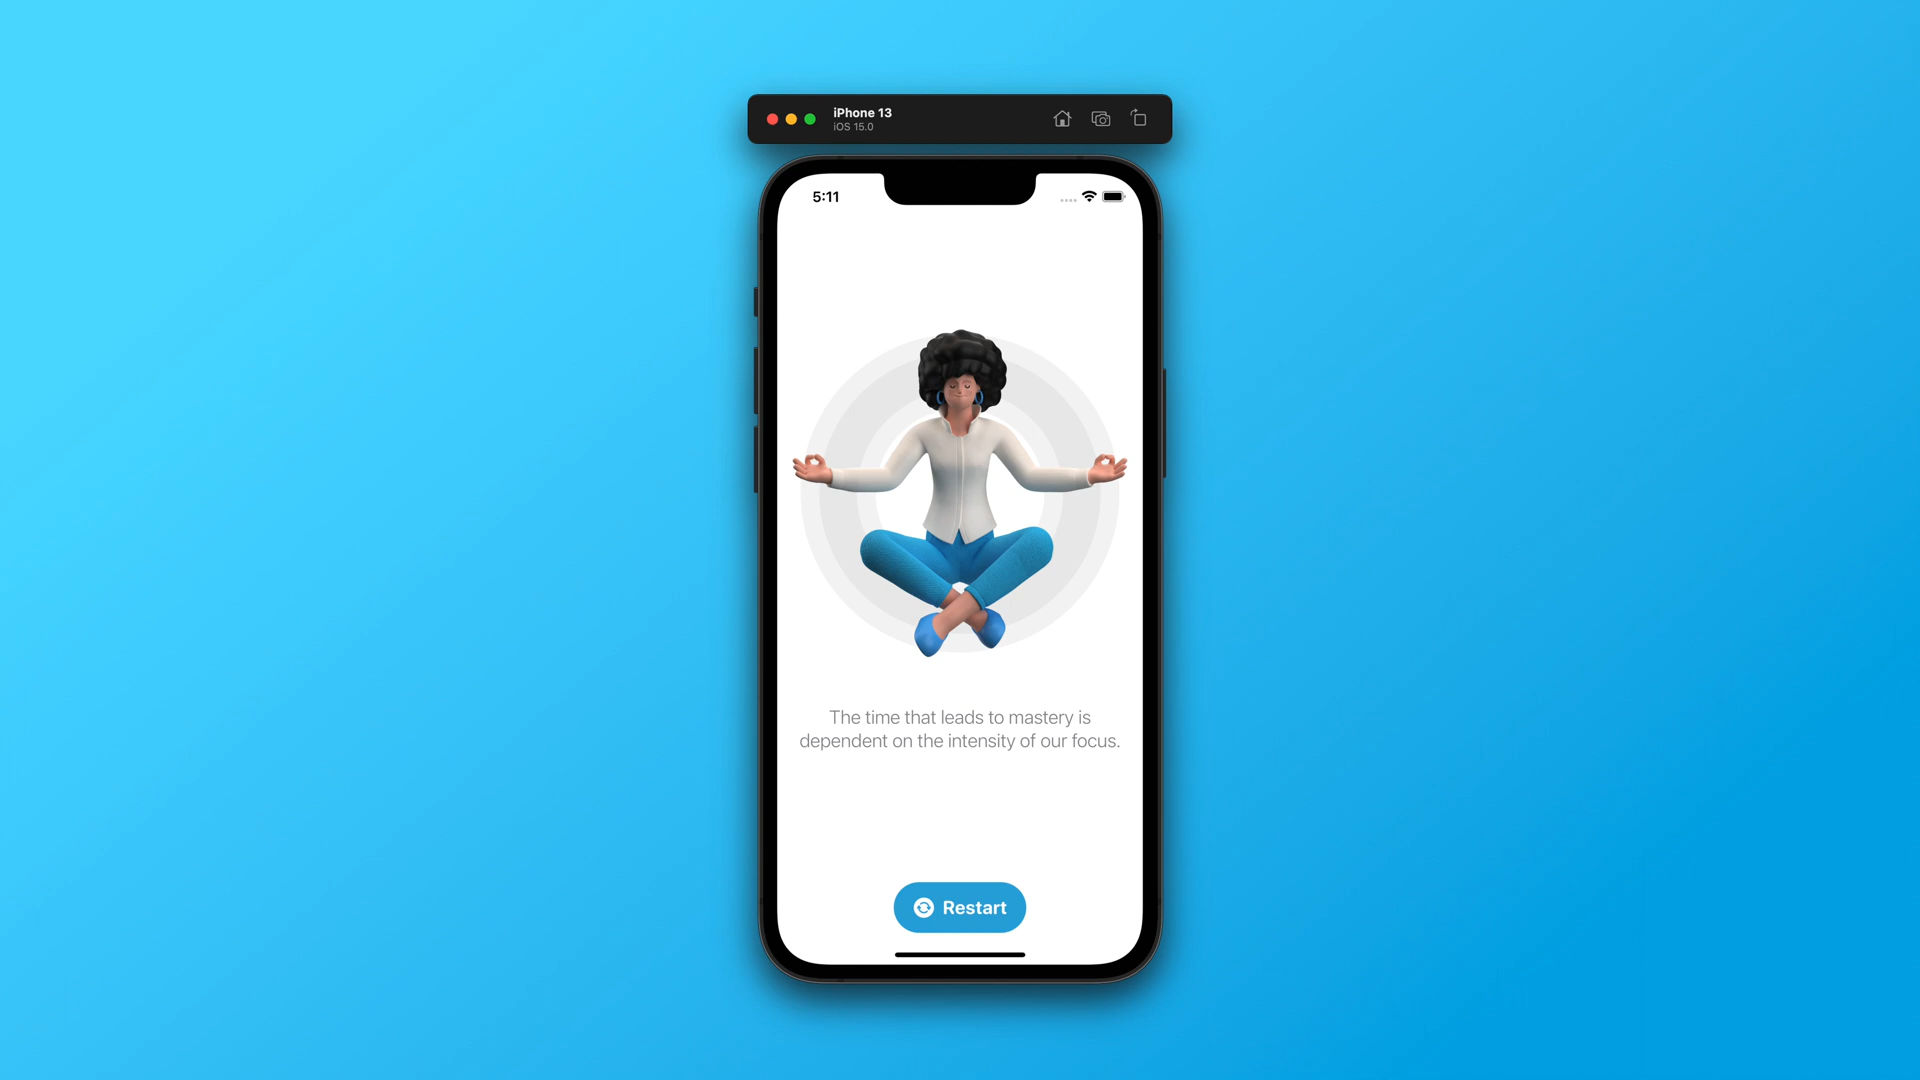 iPhone 13
iOS 15.0
5:11
The time that leads to mastery is
dependent on the intensity of our focus.
Restart